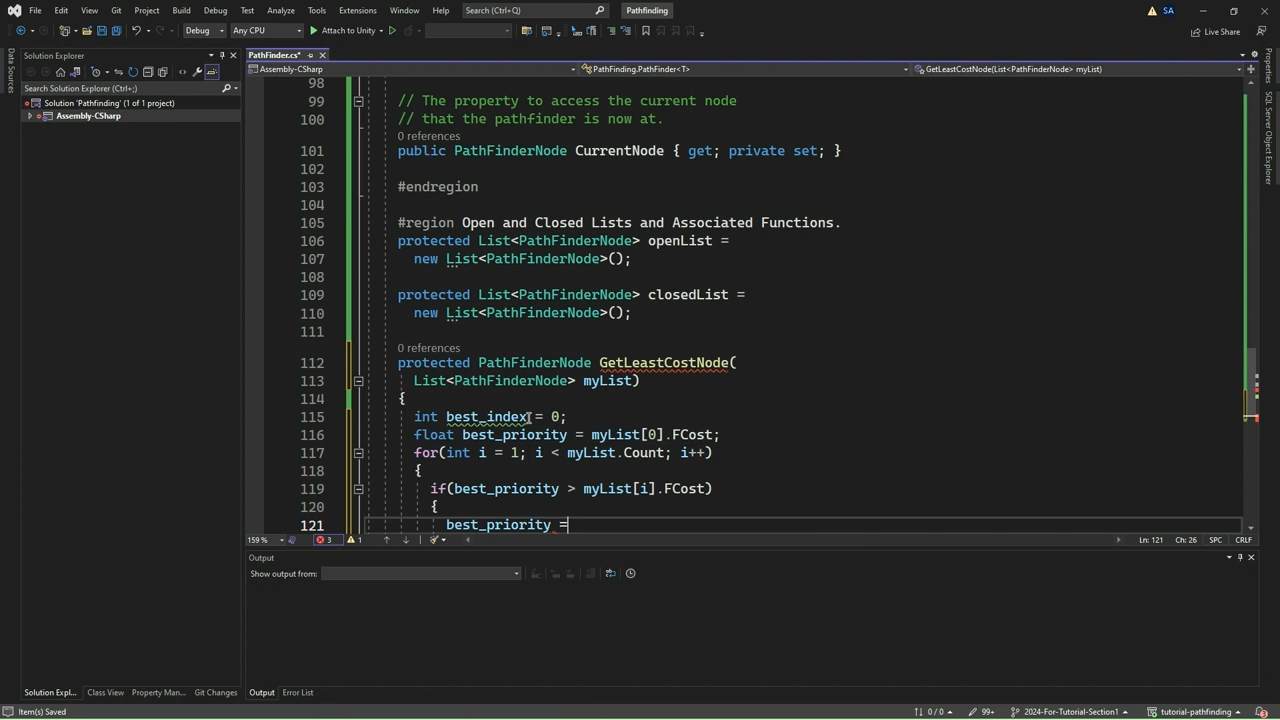 File Edit View Git Project Build Debug Test Analyze Tools Extensions Window Help Search (Ctrl+Q) Pathfinding SA
Debug Any CPU Attach to Unity Live Share
Data Sources
Solution Explorer
Search Solution Explorer (Ctrl+;)
Solution 'Pathfinding' (1 of 1 project)
Assembly-CSharp
PathFinder.cs*
Assembly-CSharp PathFinding.PathFinder<T> GetLeastCostNode(List<PathFinderNode> myList)
98
99 // The property to access the current node
100 // that the pathfinder is now at.
0 references
101 public PathFinderNode CurrentNode { get; private set; }
102
103 #endregion
104
105 #region Open and Closed Lists and Associated Functions.
106 protected List<PathFinderNode> openList =
107 new List<PathFinderNode>();
108
109 protected List<PathFinderNode> closedList =
110 new List<PathFinderNode>();
111
0 references
112 protected PathFinderNode GetLeastCostNode(
113 List<PathFinderNode> myList)
114 {
115 int best_index = 0;
116 float best_priority = myList[0].FCost;
117 for(int i = 1; i < myList.Count; i++)
118 {
119 if(best_priority > myList[i].FCost)
120 {
121 best_priority =
159 % 3 1 Ln: 121 Ch: 26 SPC CRLF
Output
Show output from:
Solution Expl... Class View Property Man... Git Changes
Output Error List
Item(s) Saved 0 / 0 99+ 2024-For-Tutorial-Section1 tutorial-pathfinding 3
Properties
SQL Server Object Explorer